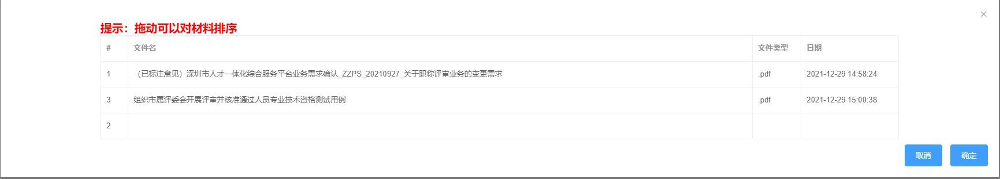 ×
提示：拖动可以对材料排序
# 文件名 文件类型 日期
1 （已标注意见）深圳市人才一体化综合服务平台业务需求确认_ZZPS_20210927_关于职称评审业务的变更需求 .pdf 2021-12-29 14:58:24
3 组织市属评委会开展评审并核准通过人员专业技术资格测试用例 .pdf 2021-12-29 15:00:38
2
取消 确定